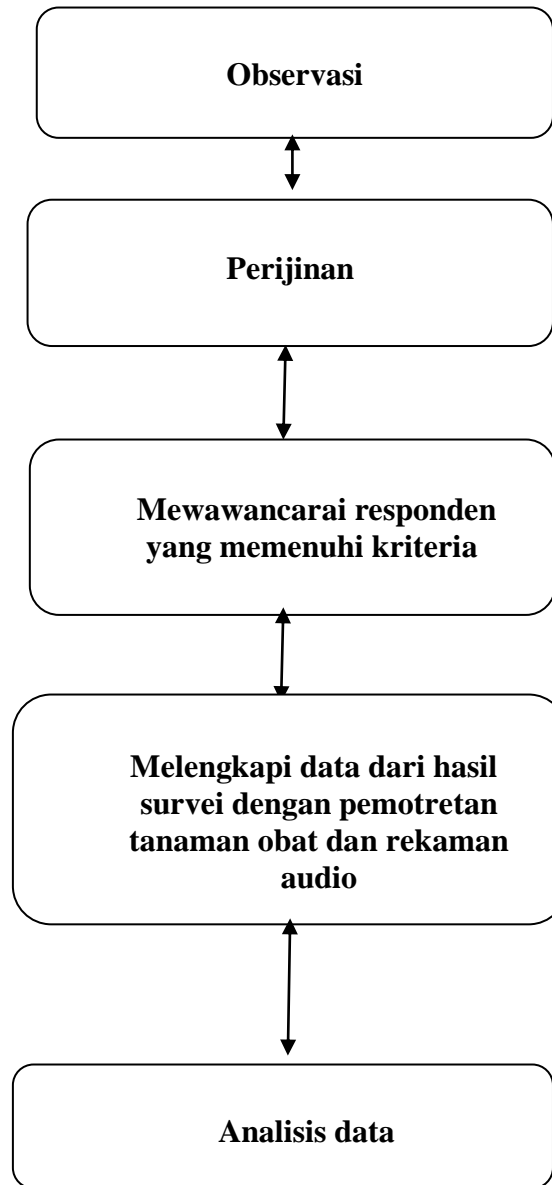 Observasi
Perijinan
Mewawancarai responden
yang memenuhi kriteria
Melengkapi data dari hasil
survei dengan pemotretan
tanaman obat dan rekaman
audio
Analisis data